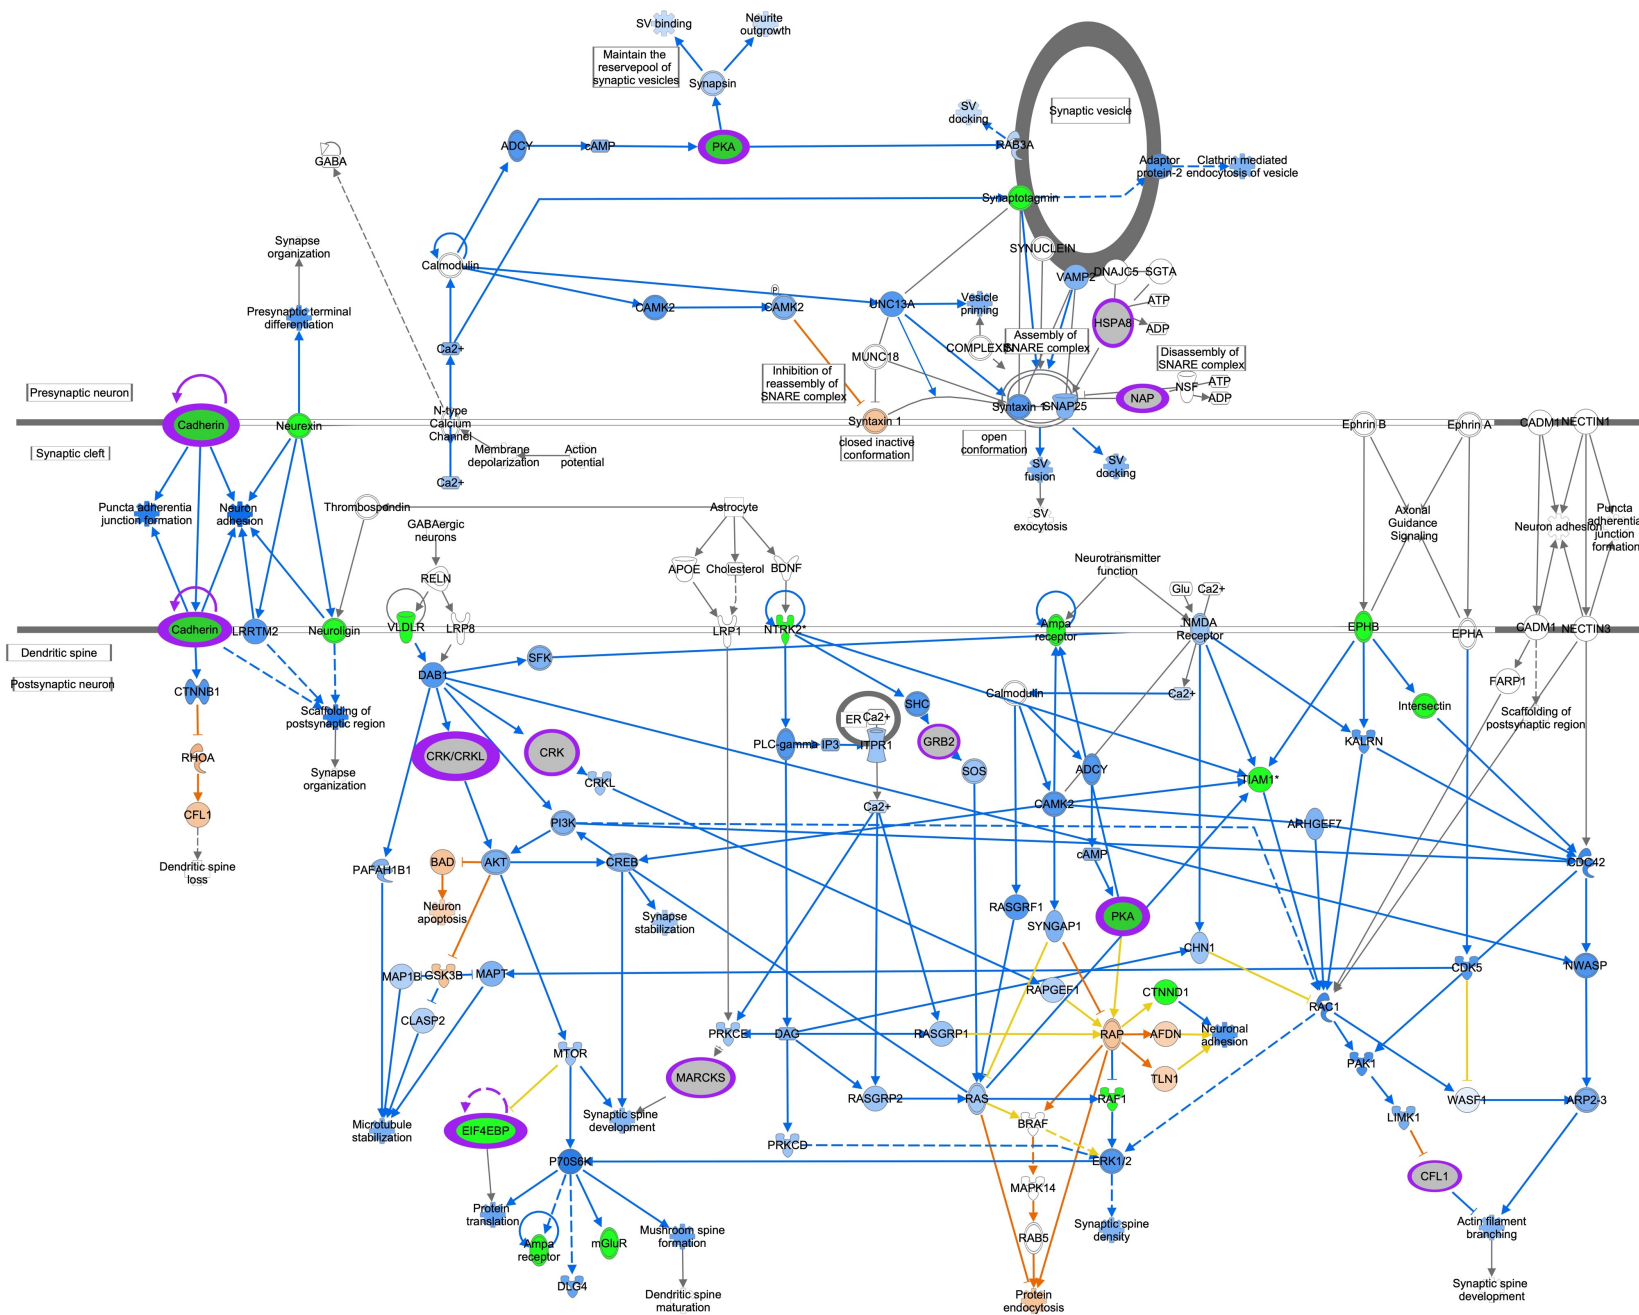 SV binding
Neurite
outgrowth
Maintain the
reservepool of
synaptic vesicles
Synapsin
SV
docking
Synaptic vesicle
ADCY
cAMP
PKA
RAB3A
GABA
Adaptor
protein-2
Clathrin mediated
endocytosis of vesicle
Synaptotagmin
Synapse
organization
Calmodulin
SYNUCLEIN
VAMP2
DNAJC5
SGTA
ATP
ADP
HSPA8
Presynaptic terminal
differentiation
CAMK2
P
CAMK2
UNC13A
Vesicle
priming
Ca2+
MUNC18
Assembly of
SNARE complex
Disassembly of
SNARE complex
Inhibition of
reassembly of
SNARE complex
NSF
ATP
ADP
NAP
Presynaptic neuron
Cadherin
Neurexin
N-type
Calcium
Channel
Syntaxin 1
Syntaxin 1
SNAP25
Ephrin B
Ephrin A
CADM1
NECTIN1
Synaptic cleft
Membrane
depolarization
Action
potential
closed inactive
conformation
open
conformation
SV
fusion
SV
docking
Ca2+
SV
exocytosis
Puncta adherentia
junction formation
Neuron
adhesion
Thrombospondin
Astrocyte
GABAergic
neurons
Axonal
Guidance
Signaling
Neuron adhesion
Puncta
adherentia
junction
formation
RELN
APOE
Cholesterol
BDNF
Neurotransmitter
function
Glu
Ca2+
Cadherin
LRRTM2
Neuroligin
VLDLR
LRP8
LRP1
NTRK2*
Ampa
receptor
NMDA
Receptor
EPHB
EPHA
CADM1
NECTIN3
Dendritic spine
Postsynaptic neuron
CTNNB1
DAB1
SFK
Calmodulin
Ca2+
FARP1
Scaffolding of
postsynaptic region
Scaffolding of
postsynaptic region
SHC
Intersectin
ER
Ca2+
PLC-gamma
IP3
ITPR1
GRB2
KALRN
RHOA
Synapse
organization
CRK/CRKL
CRK
CRKL
SOS
ADCY
TIAM1*
CFL1
PI3K
Ca2+
CAMK2
ARHGEF7
Dendritic spine
loss
PAFAH1B1
BAD
AKT
CREB
cAMP
CDC42
Neuron
apoptosis
Synapse
stabilization
RASGRF1
SYNGAP1
PKA
CHN1
MAP1B
GSK3B
MAPT
CDK5
NWASP
RAPGEF1
CTNND1
RAC1
CLASP2
PRKCE
DAG
RASGRP1
RAP
AFDN
Neuronal
adhesion
MTOR
PAK1
MARCKS
TLN1
RASGRP2
RAS
RAF1
WASF1
ARP2-3
Microtubule
stabilization
EIF4EBP
Synaptic spine
development
BRAF
LIMK1
PRKCD
P70S6K
ERK1/2
CFL1
MAPK14
Protein
translation
Ampa
receptor
mGluR
Mushroom spine
formation
RAB5
Synaptic spine
density
Actin filament
branching
DLG4
Dendritic spine
maturation
Protein
endocytosis
Synaptic spine
development